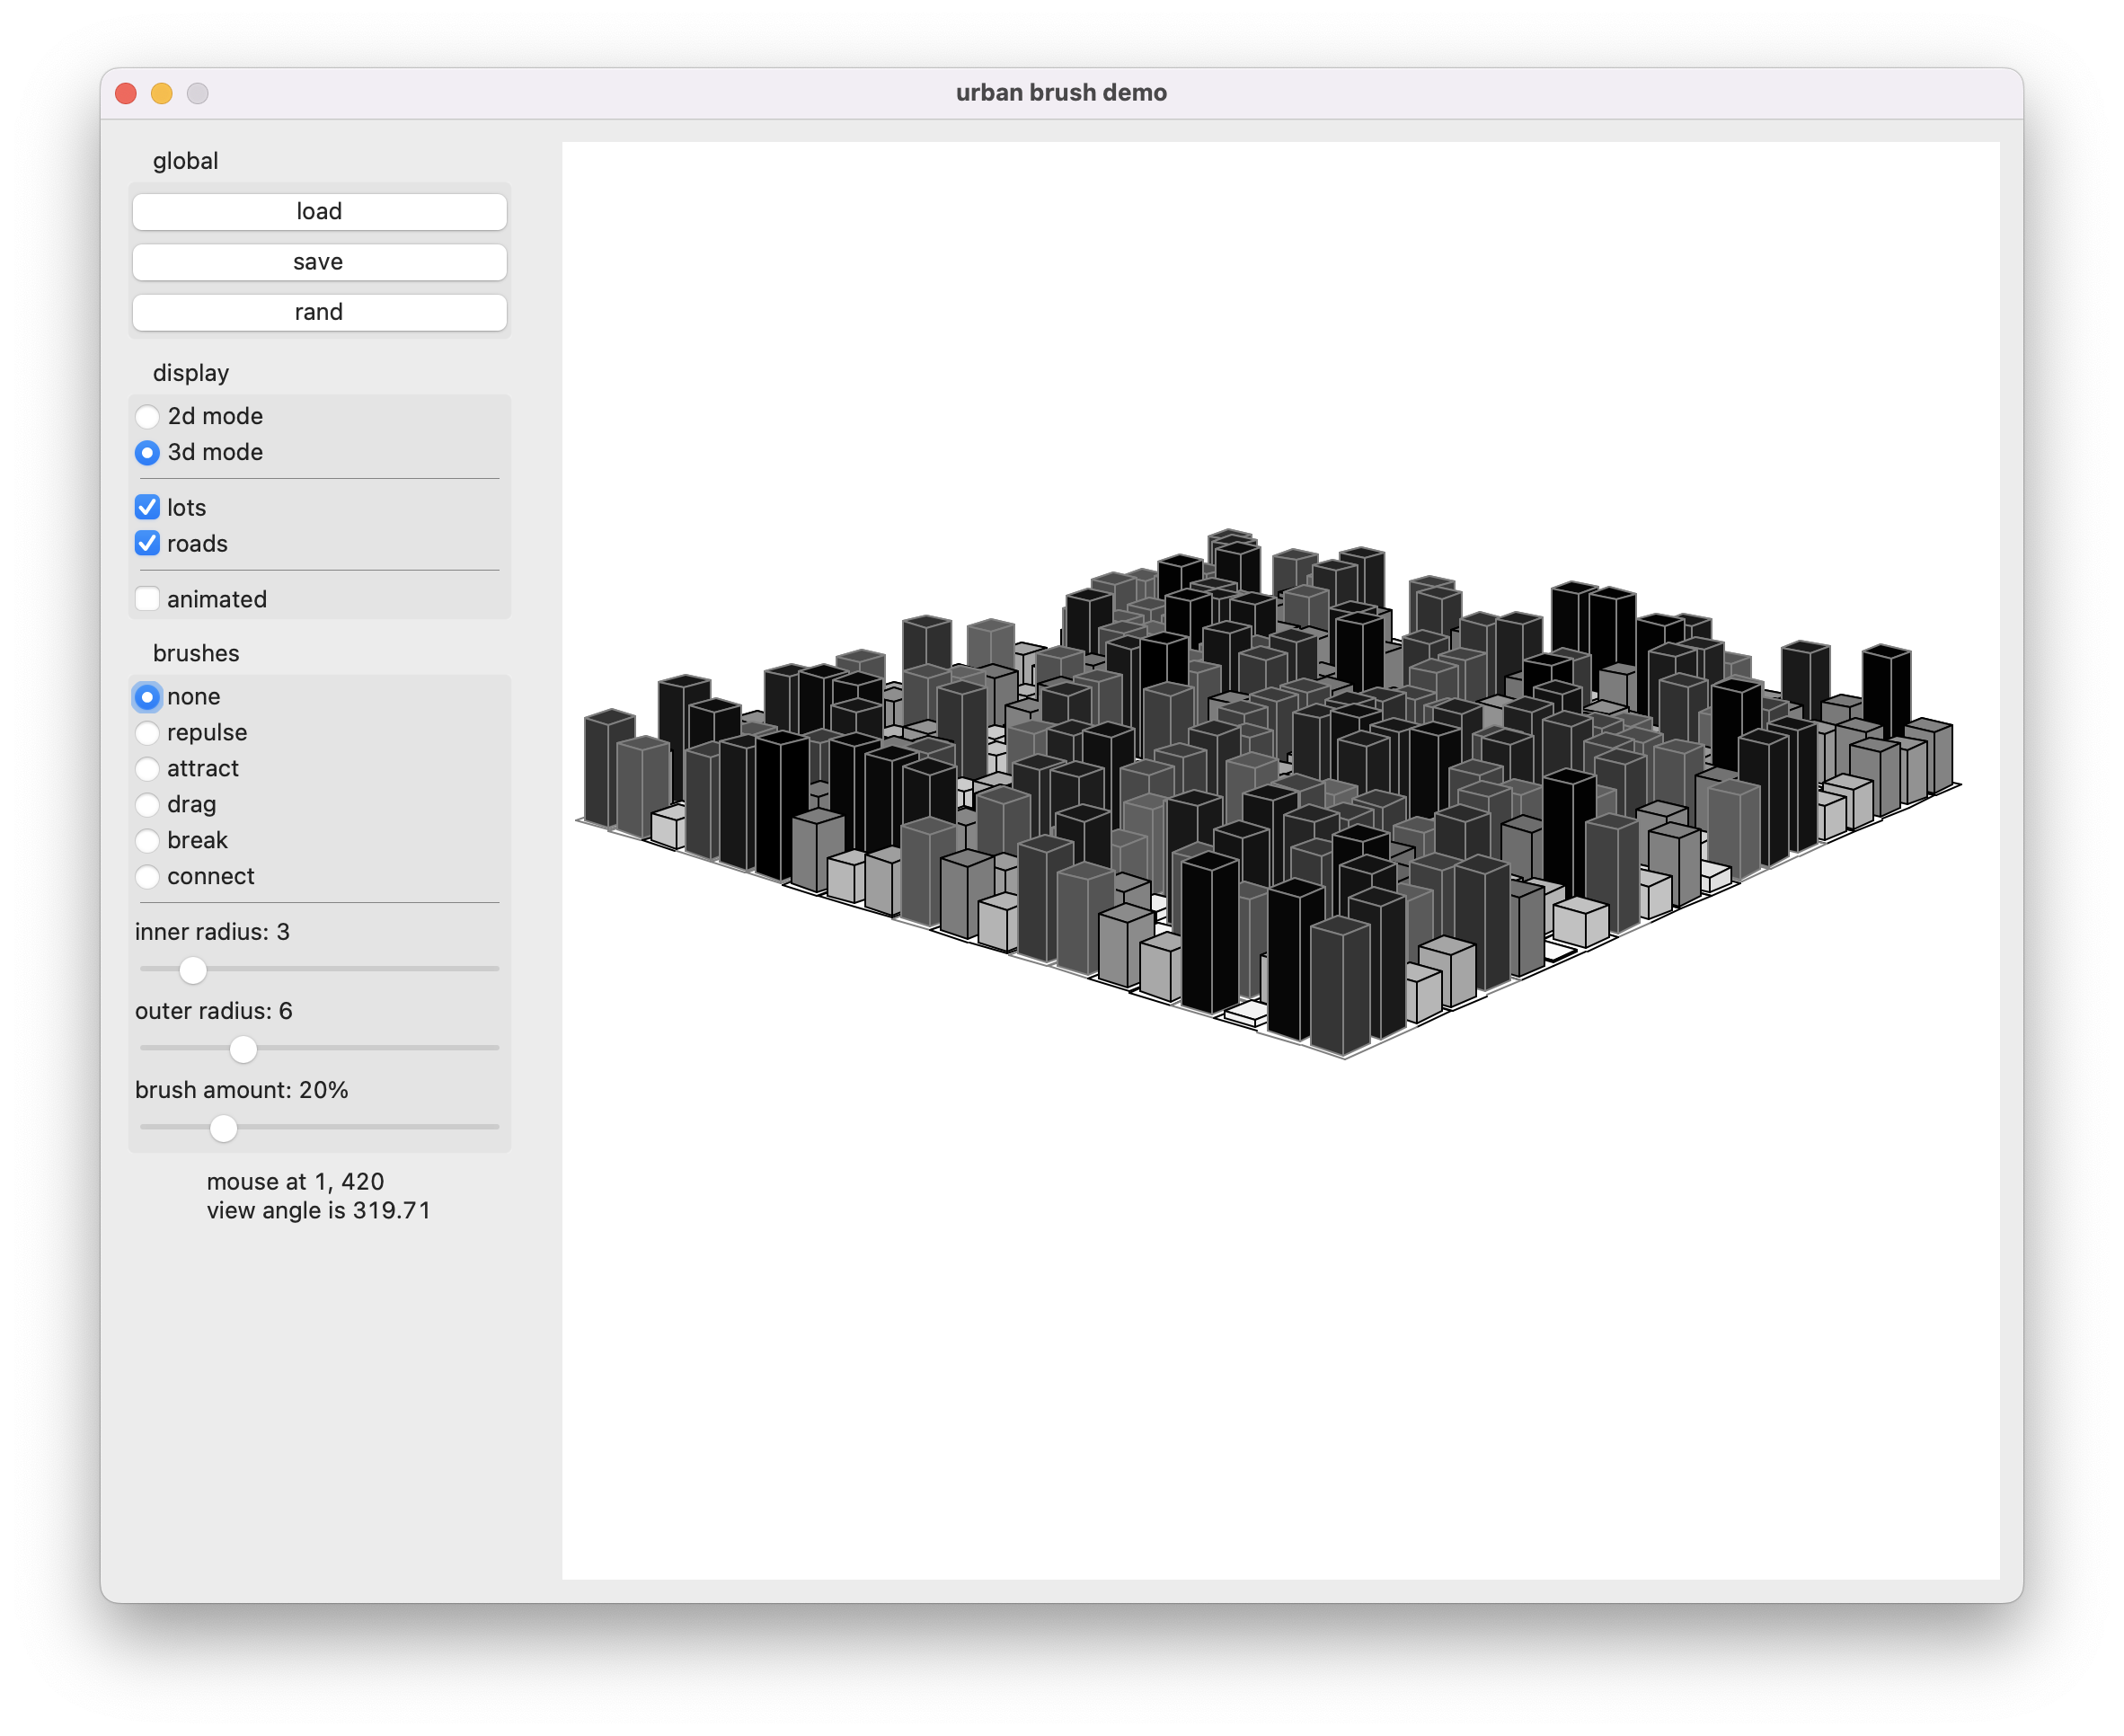 urban brush demo
global
load
save
rand
display
2d mode
3d mode
lots
roads
animated
brushes
none
repulse
attract
drag
break
connect
inner radius: 3
outer radius: 6
brush amount: 20%
mouse at 1, 420
view angle is 319.71